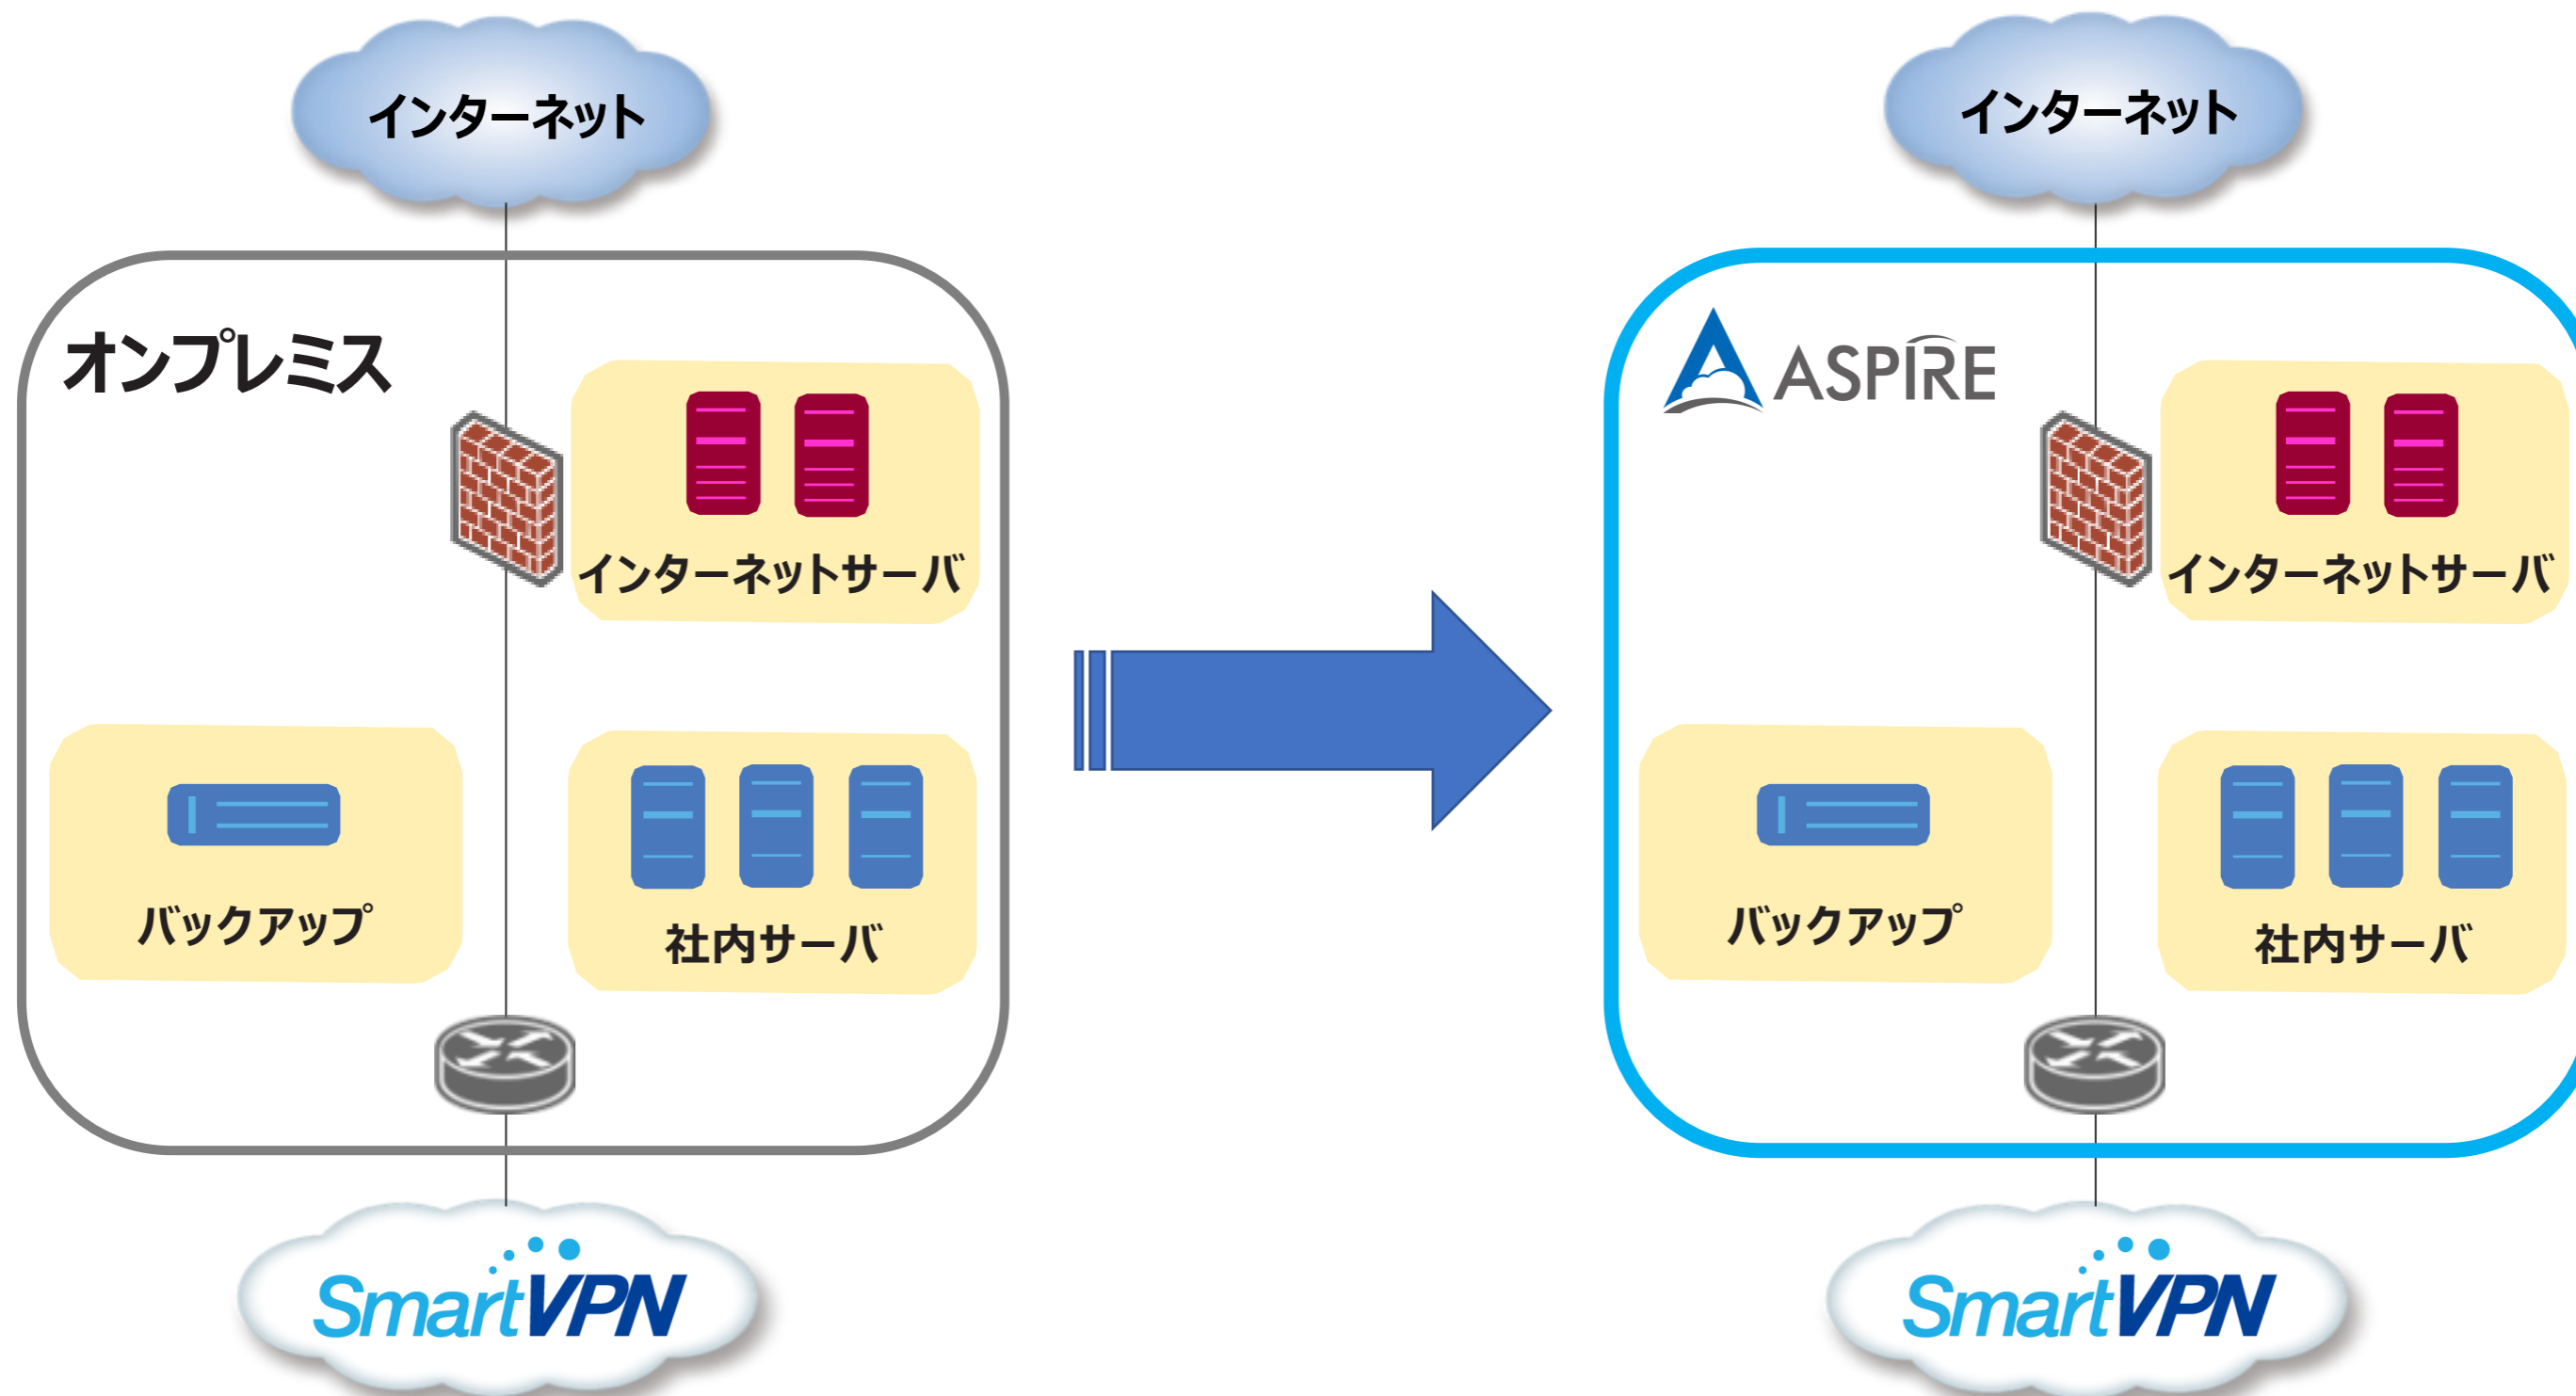 インターネット
オンプレミス
インターネットサーバ
バックアップ
社内サーバ
SmartVPN
インターネット
ASPIRE
インターネットサーバ
バックアップ
社内サーバ
SmartVPN